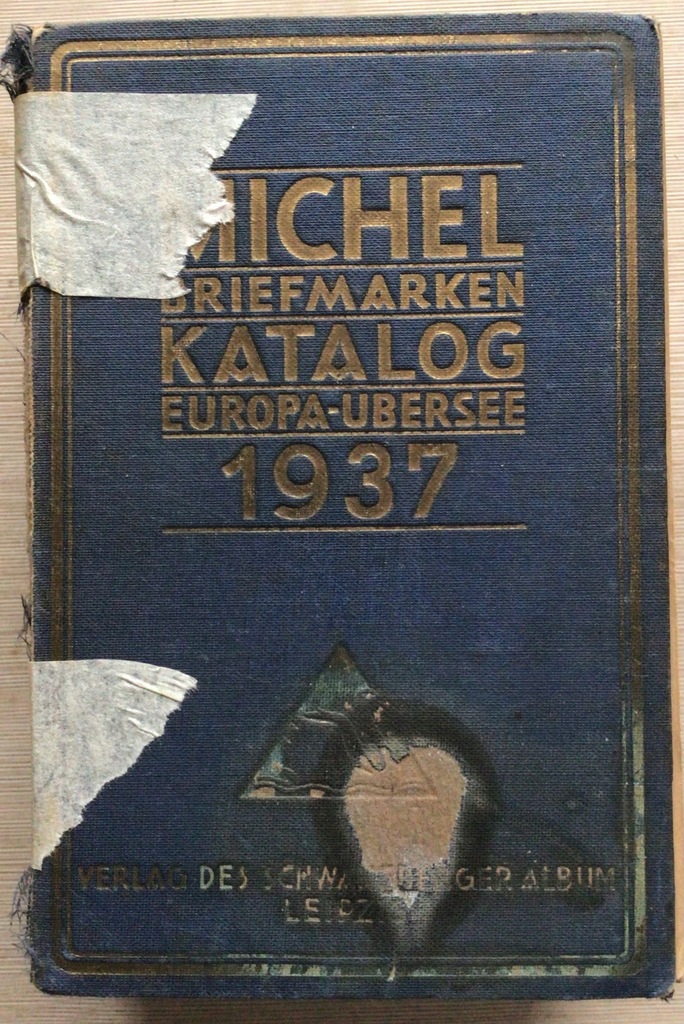 MICHEL
BRIEFMARKEN
KATALOG
EUROPA-UBERSEE
1937
VERLAG DES ALBUM